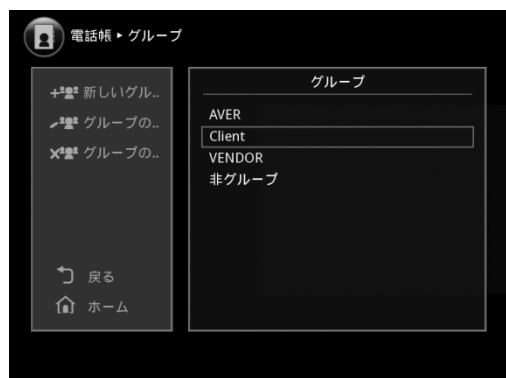 電話帳 ▸ グループ
新しいグル..
グループの..
グループの..
戻る
ホーム
グループ
AVER
Client
VENDOR
非グループ